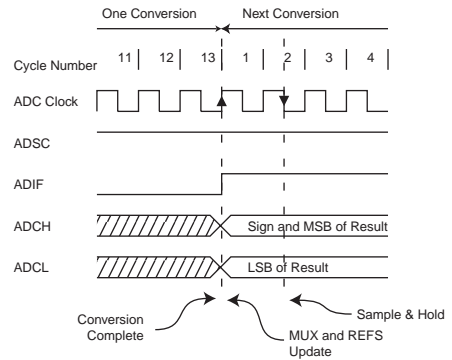 One Conversion Next Conversion
Cycle Number 11 12 13 1 2 3 4
ADC Clock
ADSC
ADIF
ADCH Sign and MSB of Result
ADCL LSB of Result
Conversion
Complete
MUX and REFS
Update
Sample & Hold